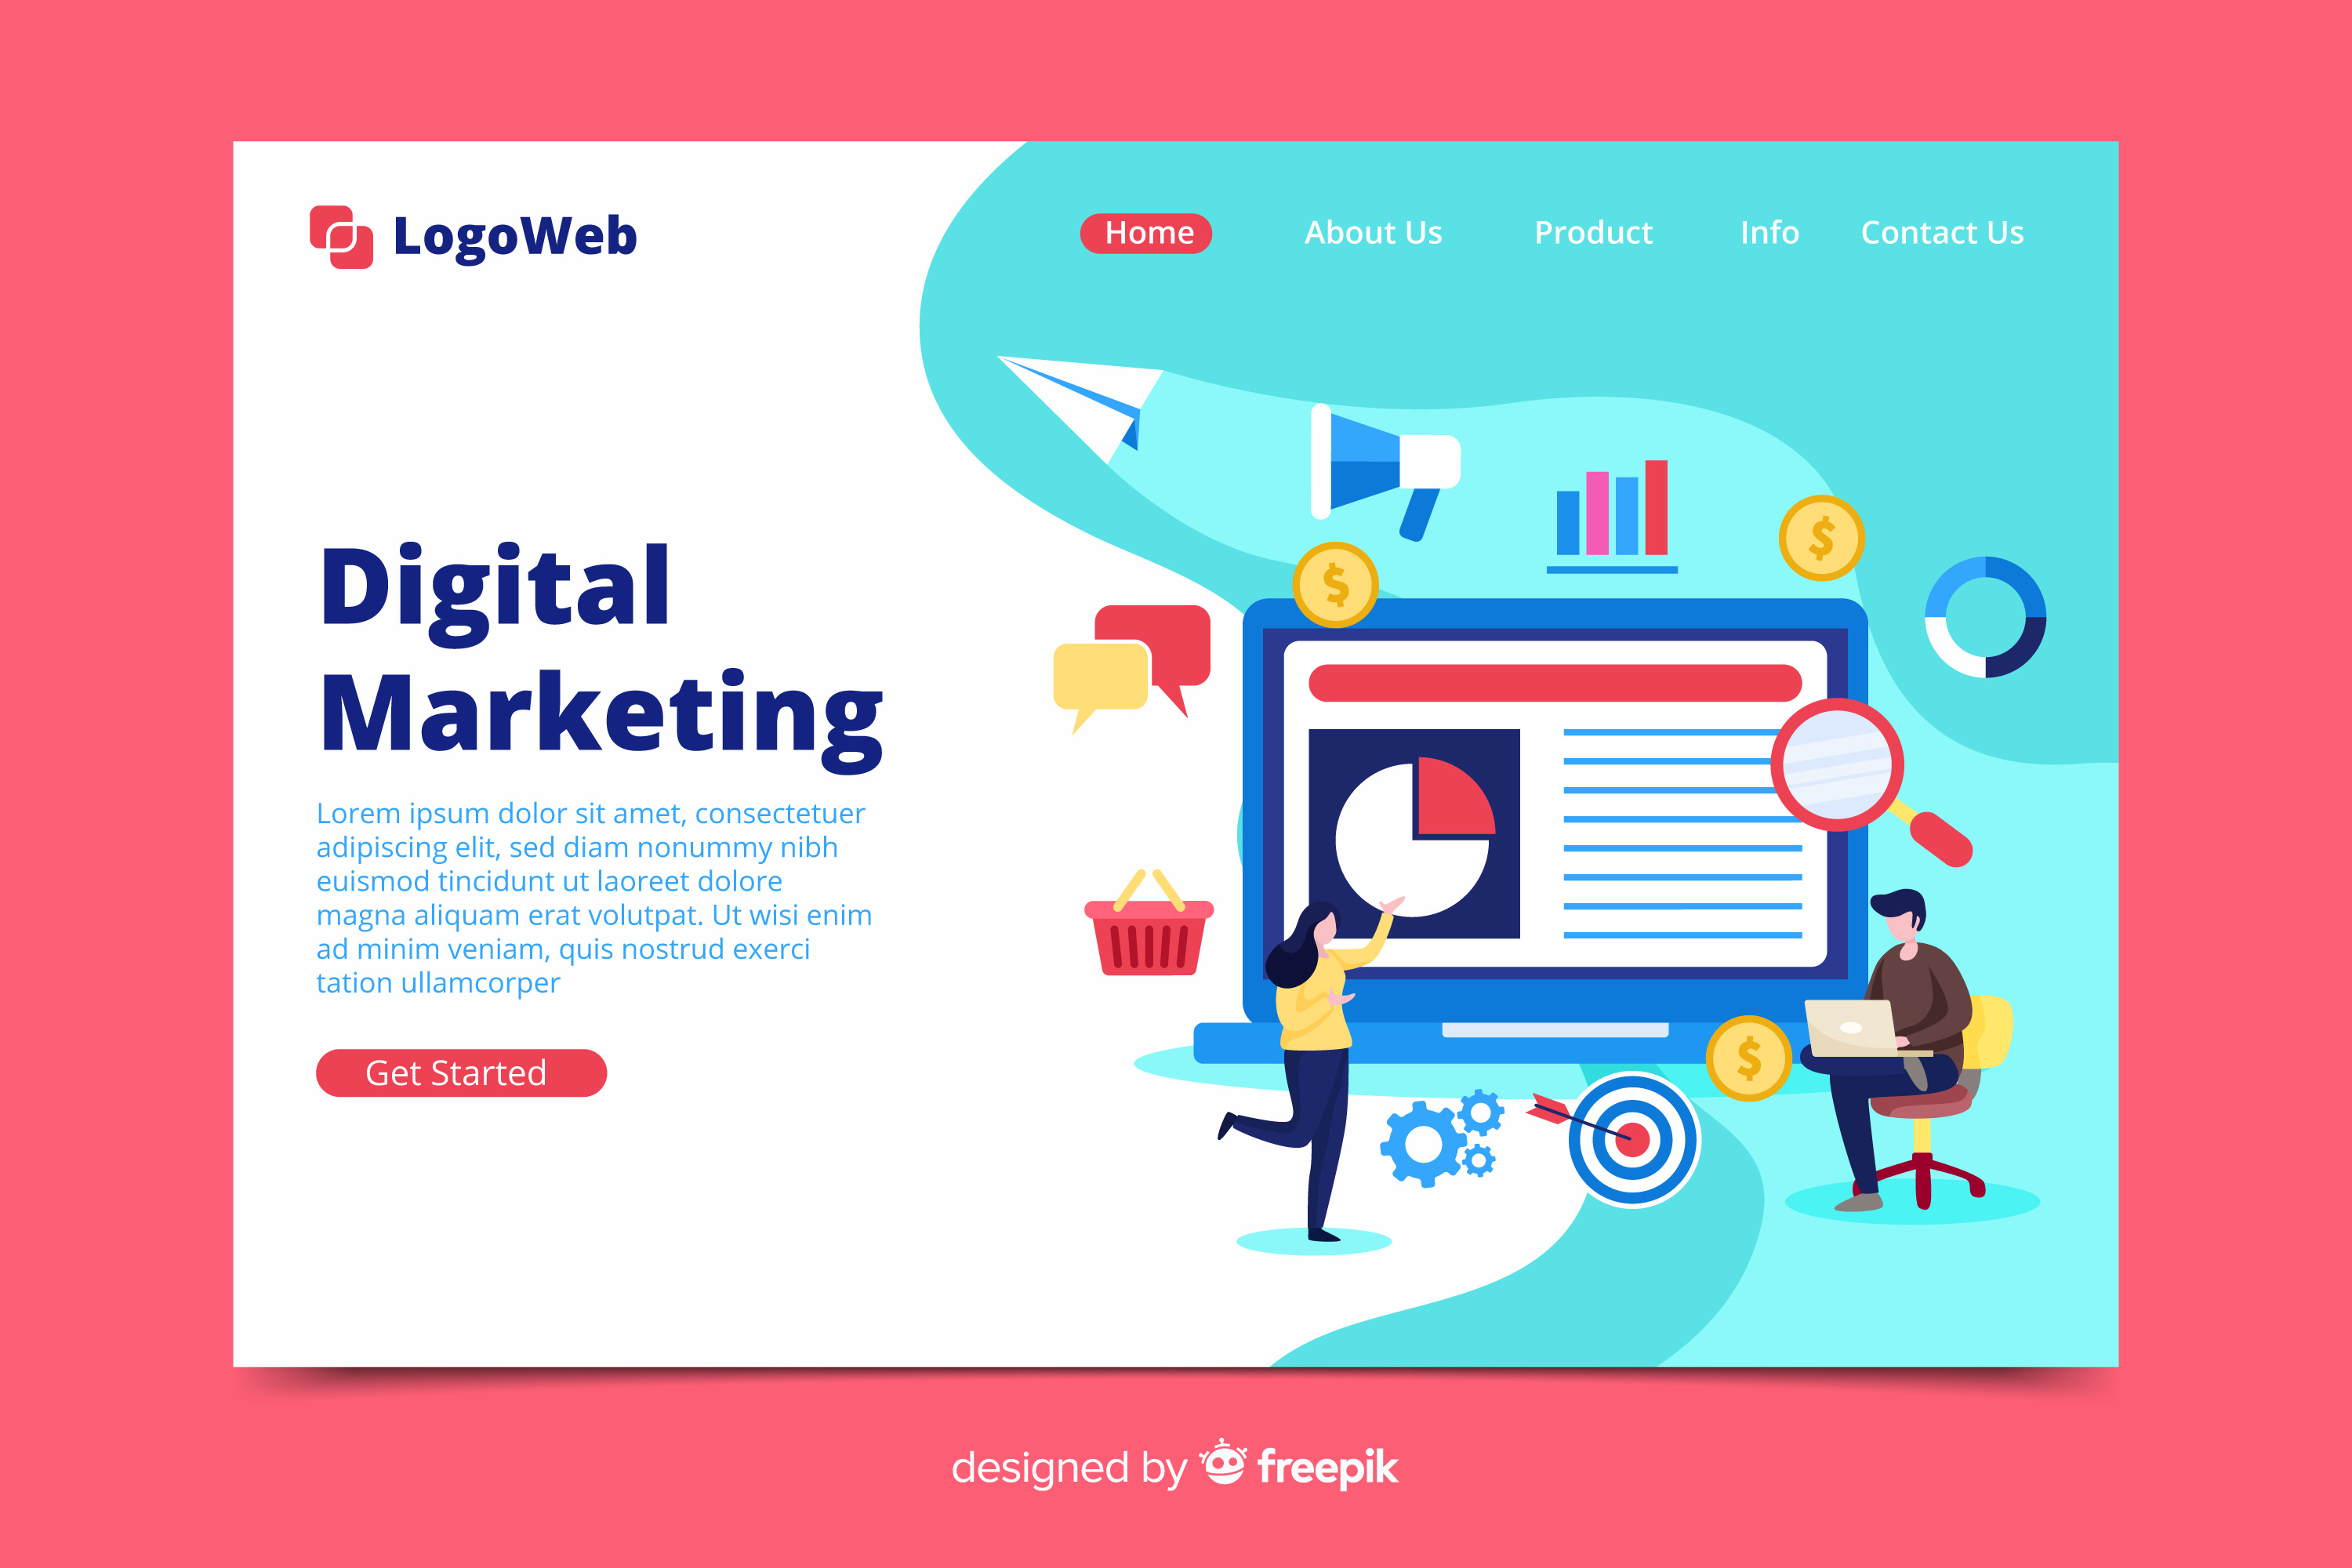 LogoWeb
Home About Us Product Info Contact Us
Digital
Marketing
Lorem ipsum dolor sit amet, consectetuer
adipiscing elit, sed diam nonummy nibh
euismod tincidunt ut laoreet dolore
magna aliquam erat volutpat. Ut wisi enim
ad minim veniam, quis nostrud exerci
tation ullamcorper
Get Started
$
$
$
designed by freepik